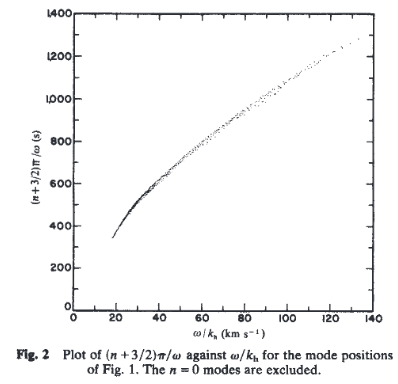 1400
1200
1000
800
600
400
200
0
(n+3/2)π/ω (s)
0 20 40 60 80 100 120 140
ω/kₕ (km s⁻¹)
Fig. 2 Plot of (n + 3/2)π/ω against ω/kₕ for the mode positions
of Fig. 1. The n = 0 modes are excluded.